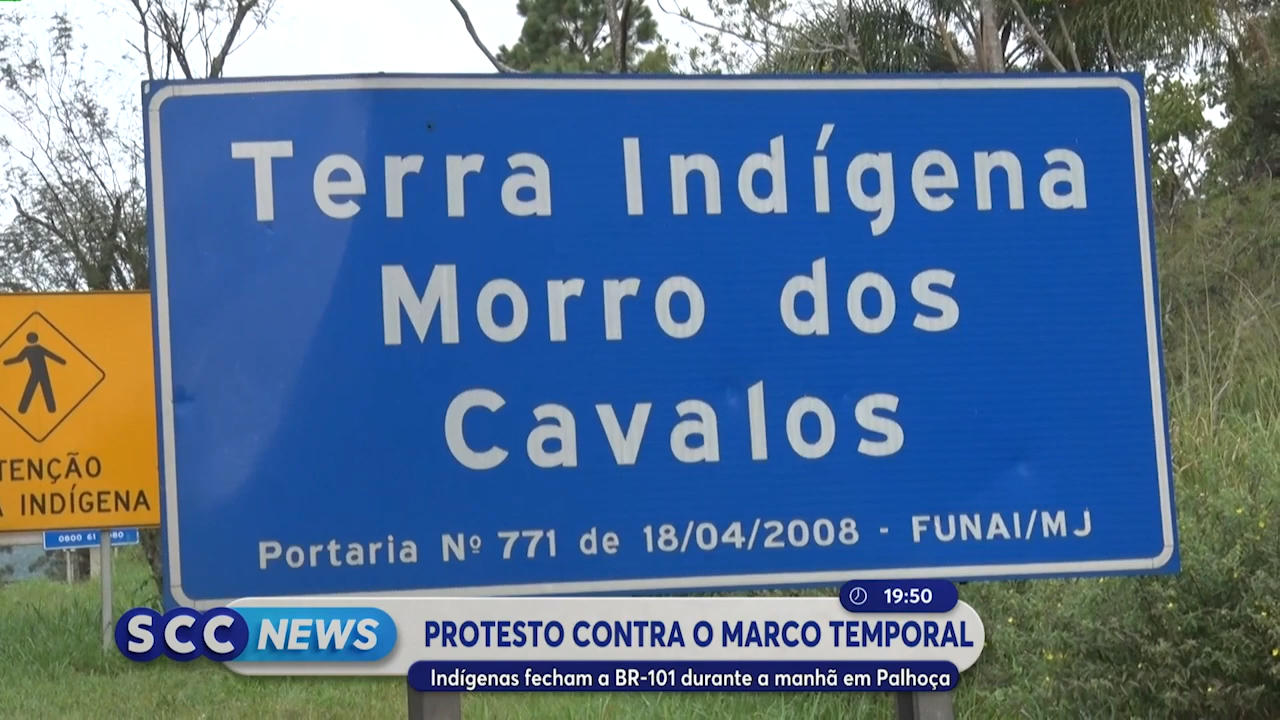 Terra Indígena
Morro dos
Cavalos
Portaria Nº 771 de 18/04/2008 - FUNAI/MJ
TENÇÃO
INDÍGENA
0800 61
19:50
SCC NEWS
PROTESTO CONTRA O MARCO TEMPORAL
Indígenas fecham a BR-101 durante a manhã em Palhoça